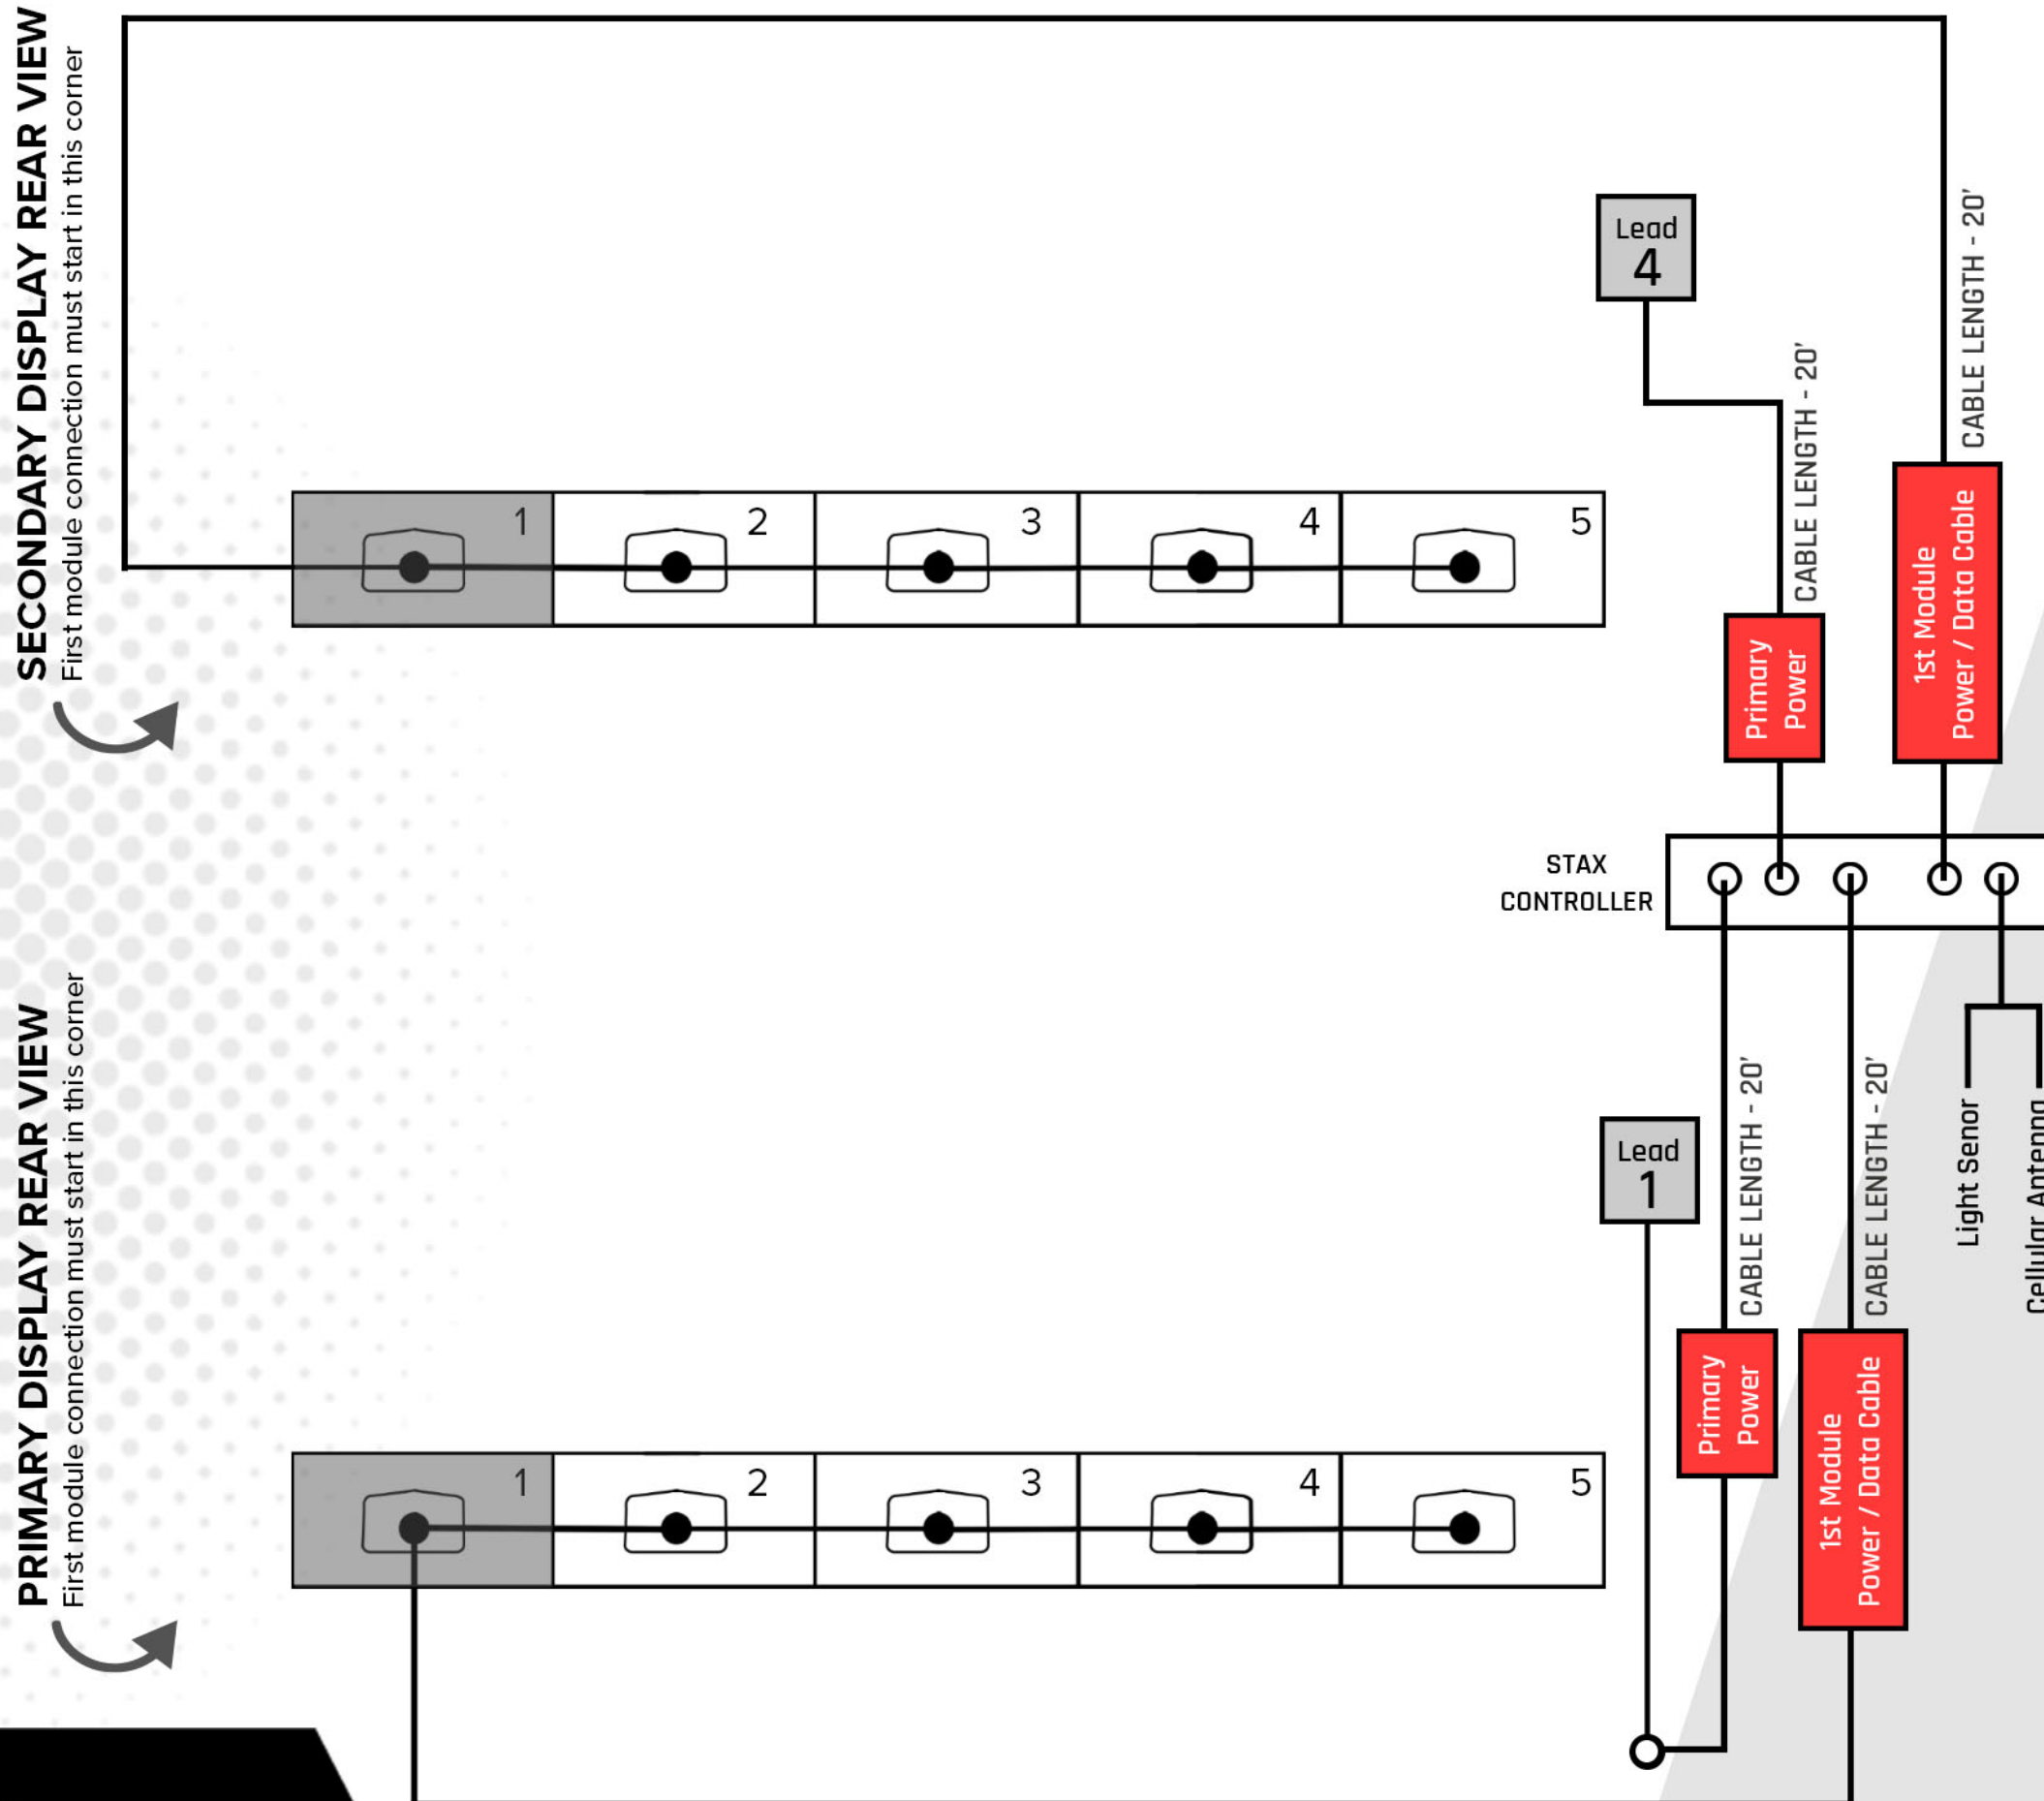 SECONDARY DISPLAY REAR VIEW
First module connection must start in this corner
Lead
4
CABLE LENGTH - 20'
CABLE LENGTH - 20'
1
2
3
4
5
Primary
Power
1st Module
Power / Data Cable
STAX
CONTROLLER
PRIMARY DISPLAY REAR VIEW
First module connection must start in this corner
Lead
1
CABLE LENGTH - 20'
CABLE LENGTH - 20'
Light Senor
Cellular Antenna
Primary
Power
1st Module
Power / Data Cable
1
2
3
4
5